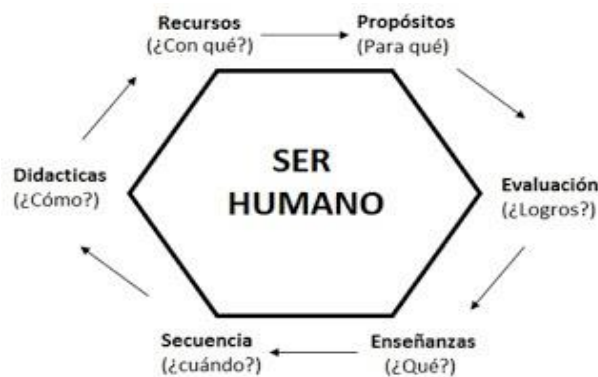 Recursos
(¿Con qué?)
Propósitos
(Para qué)
Evaluación
(¿Logros?)
Enseñanzas
(¿Qué?)
Secuencia
(¿cuándo?)
Didacticas
(¿Cómo?)
SER
HUMANO